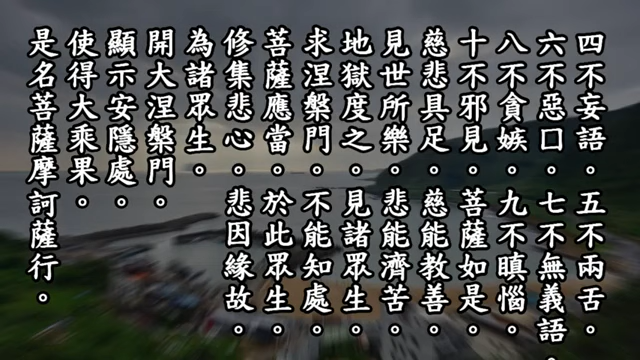 四不妄語。五不兩舌。
六不惡口。七不無義語。
八不貪嫉。九不瞋惱。
十不邪見。菩薩如是。
慈悲具足。慈能教善。
見世所樂。悲能濟苦。
地獄度之。見諸眾生。
求涅槃門。不能知處。
菩薩應當。於此眾生。
修集悲心。悲因緣故。
為諸眾生。
開大涅槃門。
顯示安隱處。
使得大乘果。
是名菩薩摩訶薩行。